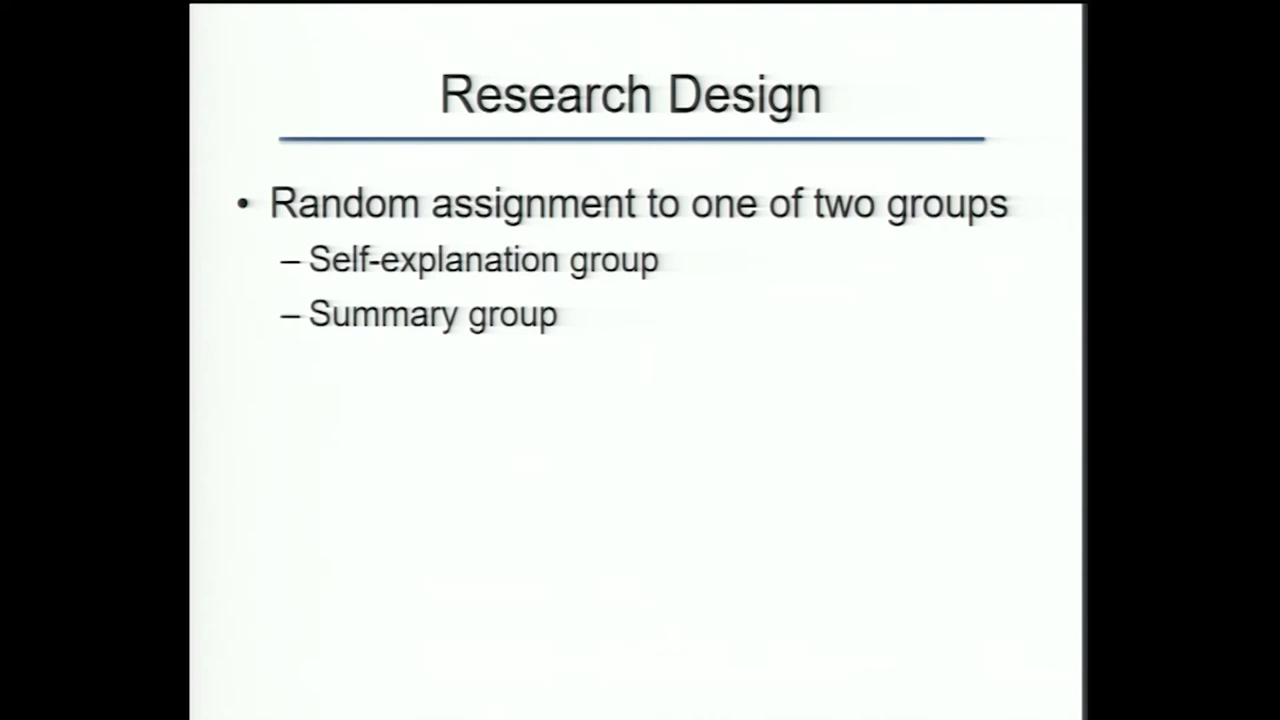 Research Design
• Random assignment to one of two groups
– Self-explanation group
– Summary group